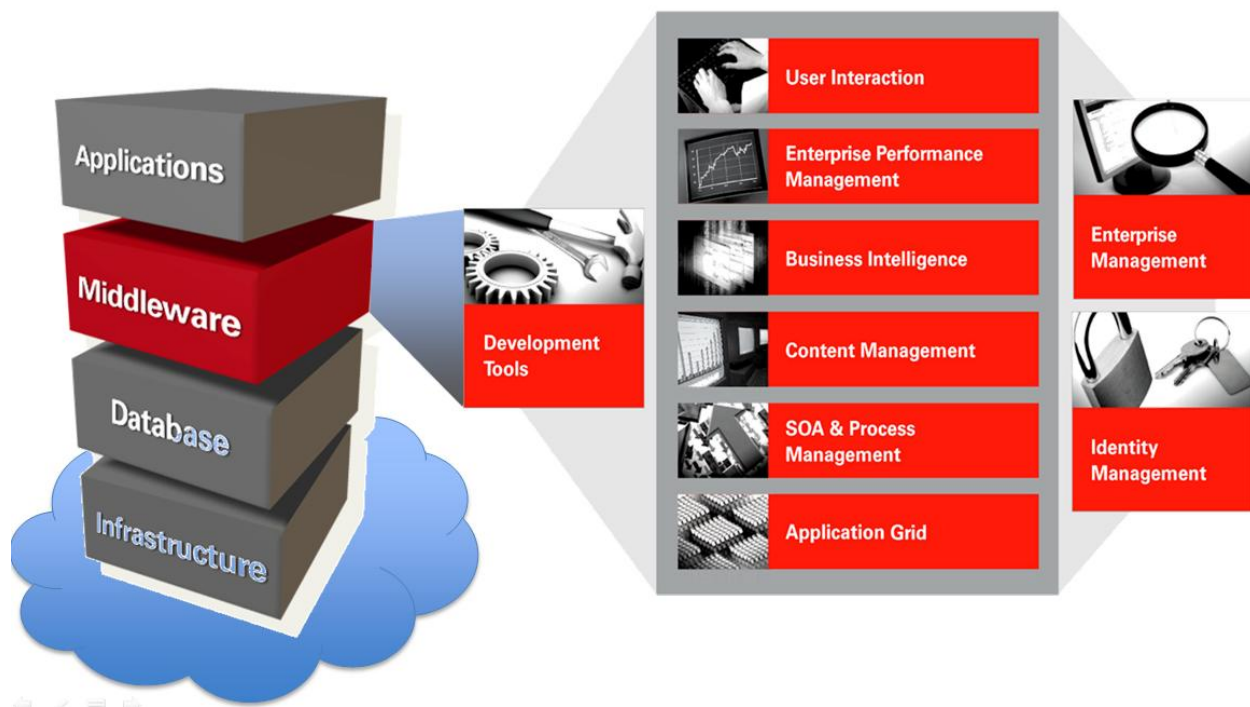 Applications
Middleware
Database
Infrastructure
Development
Tools
User Interaction
Enterprise Performance
Management
Business Intelligence
Content Management
SOA & Process
Management
Application Grid
Enterprise
Management
Identity
Management